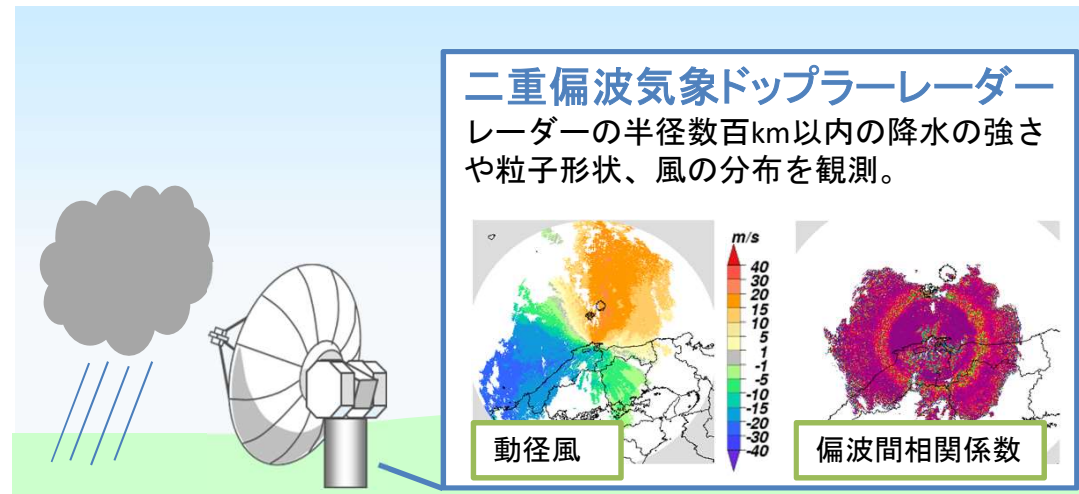 二重偏波気象ドップラーレーダー
レーダーの半径数百km以内の降水の強さ
や粒子形状、風の分布を観測。
m/s
40
30
20
15
10
5
1
-1
-5
-10
-15
-20
-30
-40
動径風
偏波間相関係数